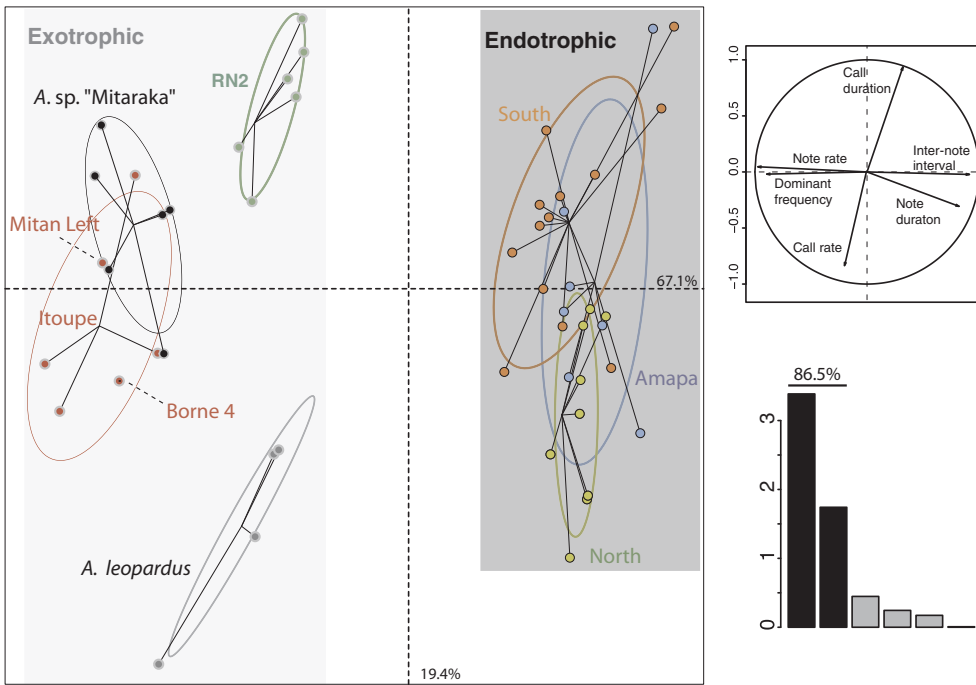 Exotrophic
Endotrophic
RN2
A. sp. "Mitaraka"
South
Mitan Left
67.1%
Itoupe
Amapa
Borne 4
A. leopardus
North
19.4%
1.0
0.5
0.0
-0.5
-1.0
Call
duration
Note rate
Inter-note
interval
Dominant
frequency
Note
duraton
Call rate
86.5%
3
2
1
0